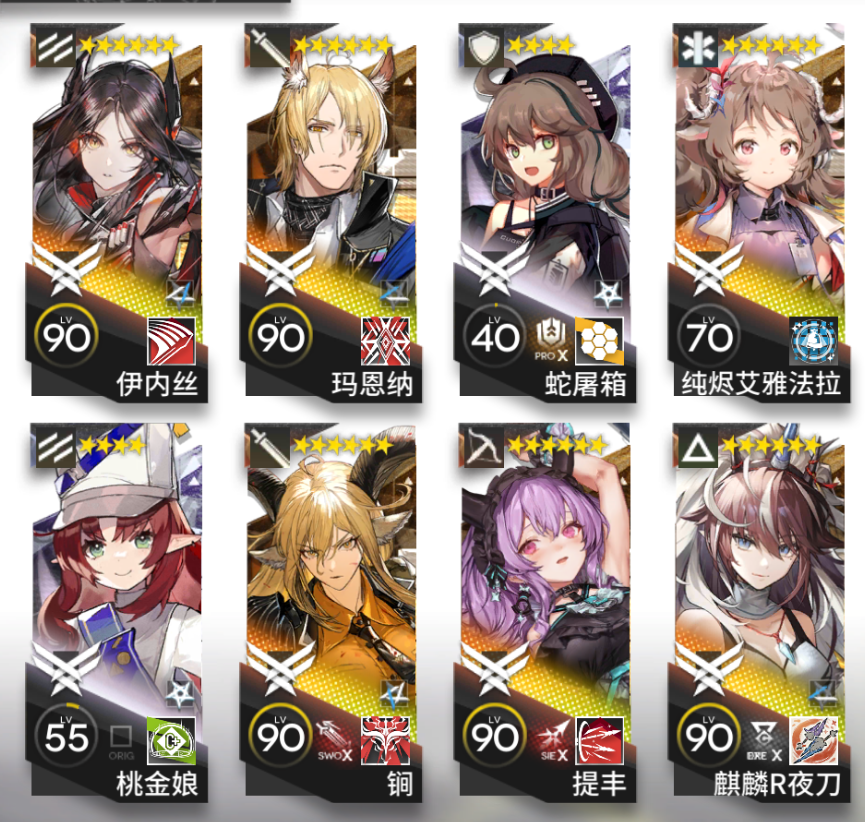 LV
90
伊内丝
LV
90
玛恩纳
LV
40
PRO X
蛇屠箱
LV
70
纯烬艾雅法拉
LV
55
ORIG
C+
桃金娘
LV
90
SWO X
锏
LV
90
SIE X
提丰
LV
90
DRE X
麒麟R夜刀